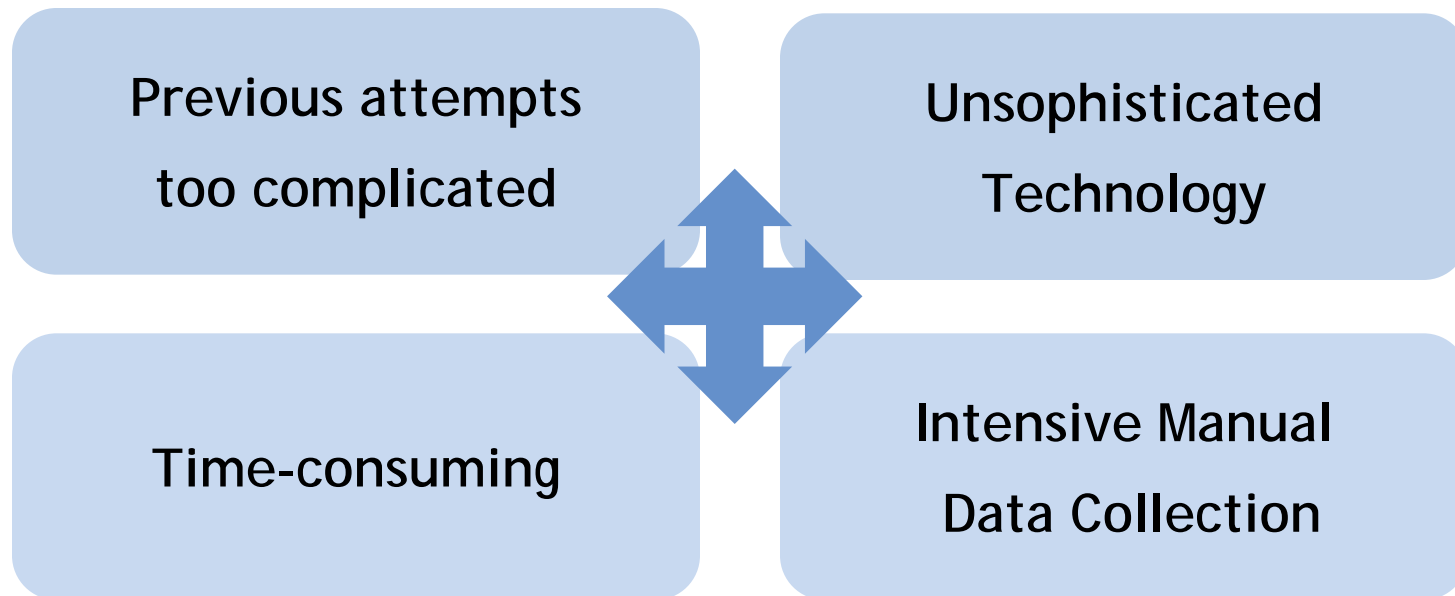 Previous attempts
too complicated
Unsophisticated
Technology
Time-consuming
Intensive Manual
Data Collection